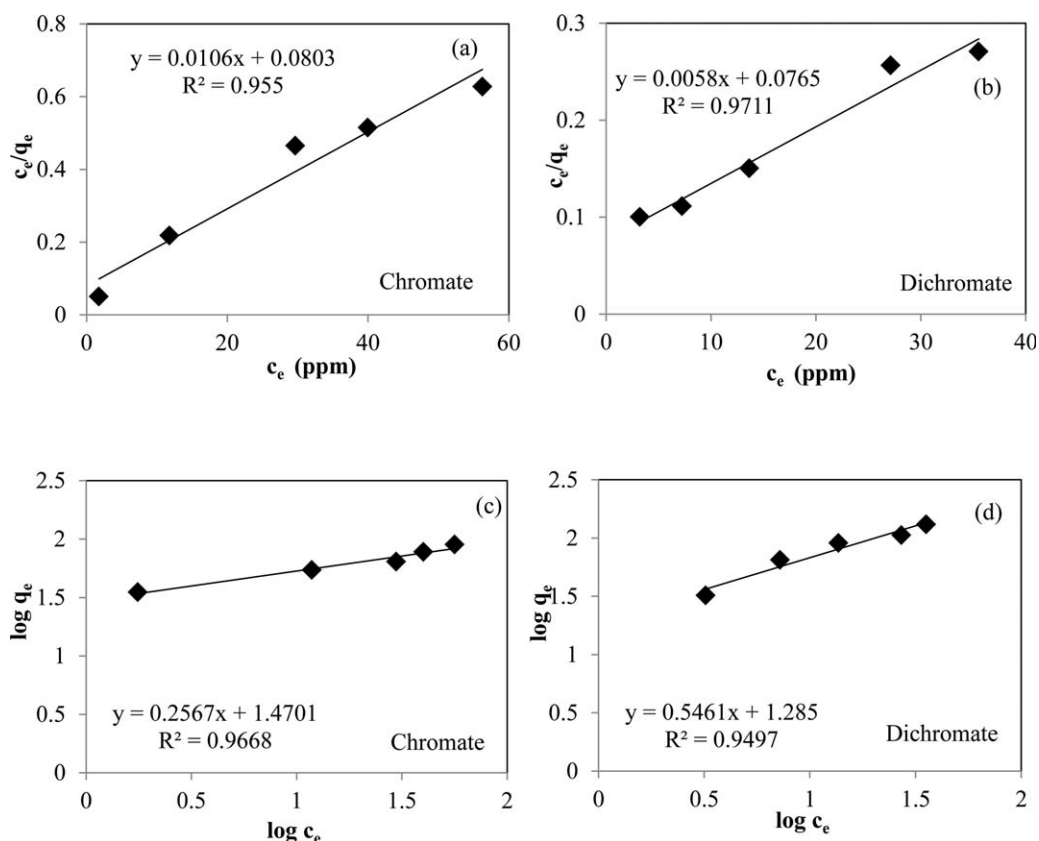 y = 0.0106x + 0.0803
R² = 0.955
(a)
Chromate
0.8
0.6
0.4
0.2
0
0 20 40 60
cₑ/qₑ
cₑ (ppm)
y = 0.0058x + 0.0765
R² = 0.9711
(b)
Dichromate
0.3
0.2
0.1
0
0 10 20 30 40
cₑ/qₑ
cₑ (ppm)
(c)
y = 0.2567x + 1.4701
R² = 0.9668
Chromate
2.5
2
1.5
1
0.5
0
0 1 1.5 2
log qₑ
log cₑ
(d)
y = 0.5461x + 1.285
R² = 0.9497
Dichromate
2.5
2
1.5
1
0.5
0
0 0.5 1 1.5 2
log qₑ
log cₑ